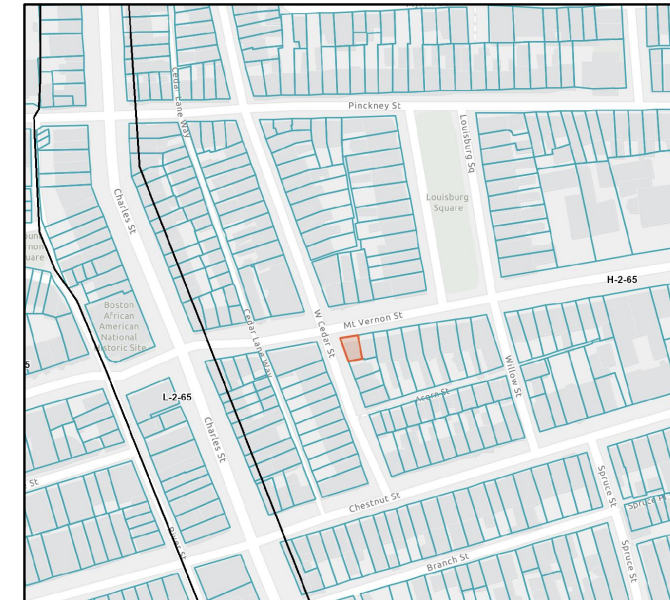 Cedar Lane Way
Pinckney St
Louisburg Sq
Charles St
Louisburg
Square
H-2-65
W Cedar St
Mt Vernon St
Boston
African
American
National
Historic Site
Cedar Lane Way
Willow St
Acorn St
L-2-65
Charles St
St
Chestnut St
Spruce St
Branch St
River St
Spruce St